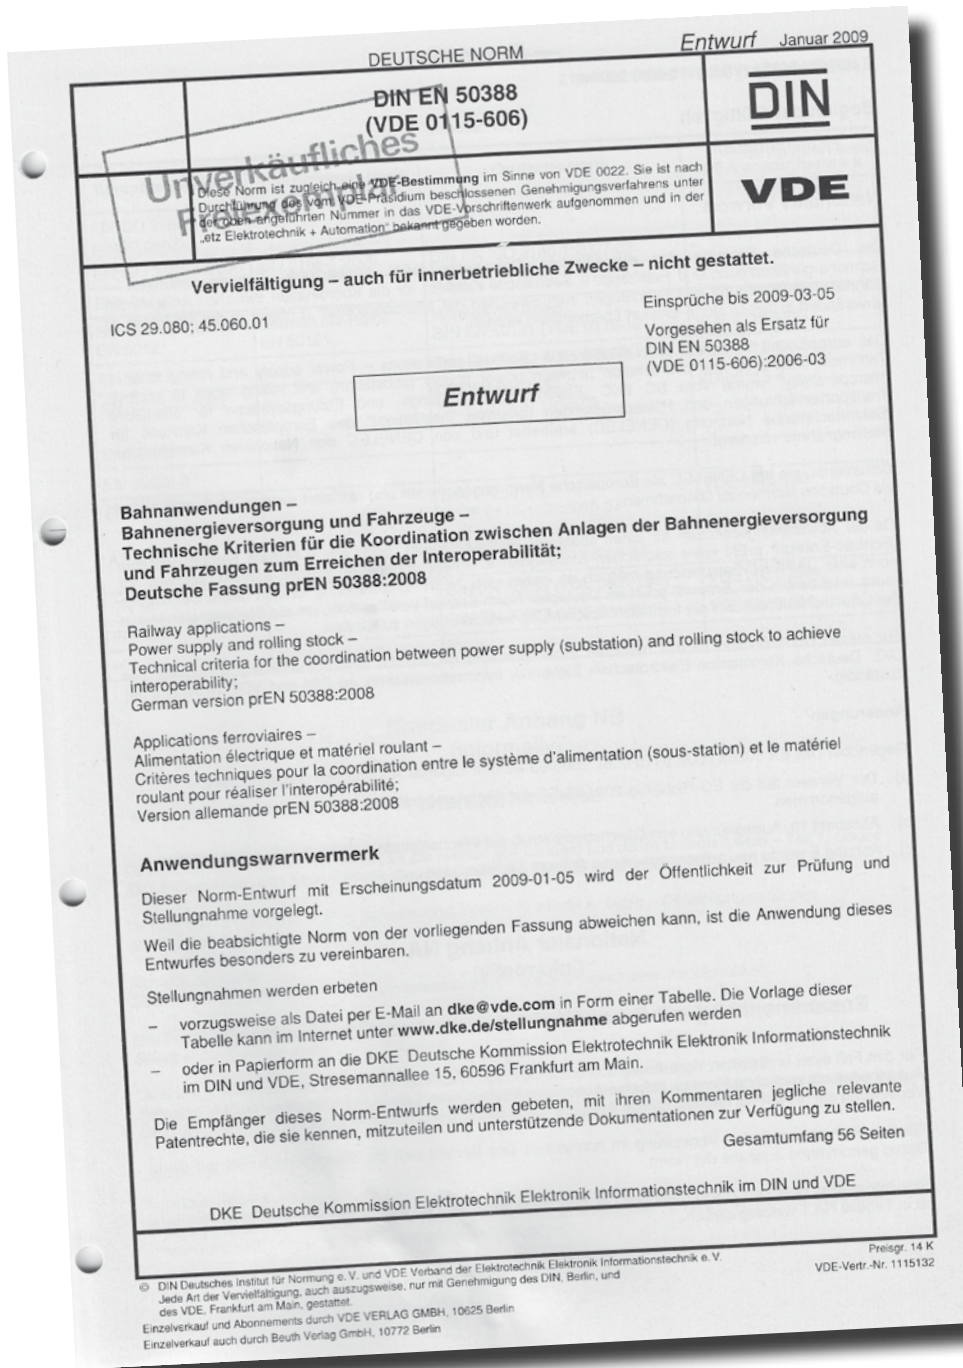 DEUTSCHE NORM
Entwurf Januar 2009
DIN EN 50388
(VDE 0115-606)
DIN
Unverkäufliches
Freiexemplar
Diese Norm ist zugleich eine VDE-Bestimmung im Sinne von VDE 0022. Sie ist nach
Durchführung des vom VDE-Präsidium beschlossenen Genehmigungsverfahrens unter
der oben angeführten Nummer in das VDE-Vorschriftenwerk aufgenommen und in der
„etz Elektrotechnik + Automation“ bekannt gegeben worden.
VDE
Vervielfältigung – auch für innerbetriebliche Zwecke – nicht gestattet.
ICS 29.080; 45.060.01
Einsprüche bis 2009-03-05
Vorgesehen als Ersatz für
DIN EN 50388
(VDE 0115-606):2006-03
Entwurf
Bahnanwendungen –
Bahnenergieversorgung und Fahrzeuge –
Technische Kriterien für die Koordination zwischen Anlagen der Bahnenergieversorgung
und Fahrzeugen zum Erreichen der Interoperabilität;
Deutsche Fassung prEN 50388:2008
Railway applications –
Power supply and rolling stock –
Technical criteria for the coordination between power supply (substation) and rolling stock to achieve
interoperability;
German version prEN 50388:2008
Applications ferroviaires –
Alimentation électrique et matériel roulant –
Critères techniques pour la coordination entre le système d'alimentation (sous-station) et le matériel
roulant pour réaliser l'interopérabilité;
Version allemande prEN 50388:2008
Anwendungswarnvermerk
Dieser Norm-Entwurf mit Erscheinungsdatum 2009-01-05 wird der Öffentlichkeit zur Prüfung und
Stellungnahme vorgelegt.
Weil die beabsichtigte Norm von der vorliegenden Fassung abweichen kann, ist die Anwendung dieses
Entwurfes besonders zu vereinbaren.
Stellungnahmen werden erbeten
– vorzugsweise als Datei per E-Mail an dke@vde.com in Form einer Tabelle. Die Vorlage dieser
Tabelle kann im Internet unter www.dke.de/stellungnahme abgerufen werden
– oder in Papierform an die DKE Deutsche Kommission Elektrotechnik Elektronik Informationstechnik
im DIN und VDE, Stresemannallee 15, 60596 Frankfurt am Main.
Die Empfänger dieses Norm-Entwurfs werden gebeten, mit ihren Kommentaren jegliche relevante
Patentrechte, die sie kennen, mitzuteilen und unterstützende Dokumentationen zur Verfügung zu stellen.
Gesamtumfang 56 Seiten
DKE Deutsche Kommission Elektrotechnik Elektronik Informationstechnik im DIN und VDE
© DIN Deutsches Institut für Normung e. V. und VDE Verband der Elektrotechnik Elektronik Informationstechnik e. V.
Jede Art der Vervielfältigung, auch auszugsweise, nur mit Genehmigung des DIN, Berlin, und
des VDE, Frankfurt am Main, gestattet.
Einzelverkauf und Abonnements durch VDE VERLAG GMBH, 10625 Berlin
Einzelverkauf auch durch Beuth Verlag GmbH, 10772 Berlin
Preisgr. 14 K
VDE-Vertr.-Nr. 1115132